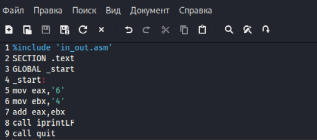 Файл Правка Поиск Вид Документ Справка
1 %include 'in_out.asm'
2 SECTION .text
3 GLOBAL _start
4 _start:
5 mov eax,'6'
6 mov ebx,'4'
7 add eax,ebx
8 call iprintLF
9 call quit